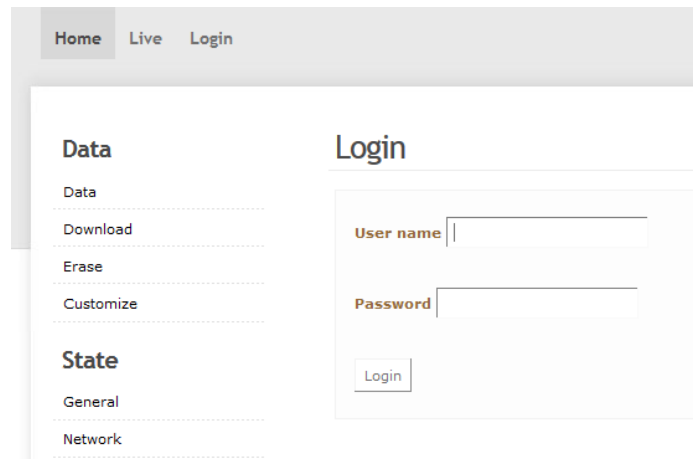 Home Live Login
Data
Data
Download
Erase
Customize
State
General
Network
Login
User name
Password
Login